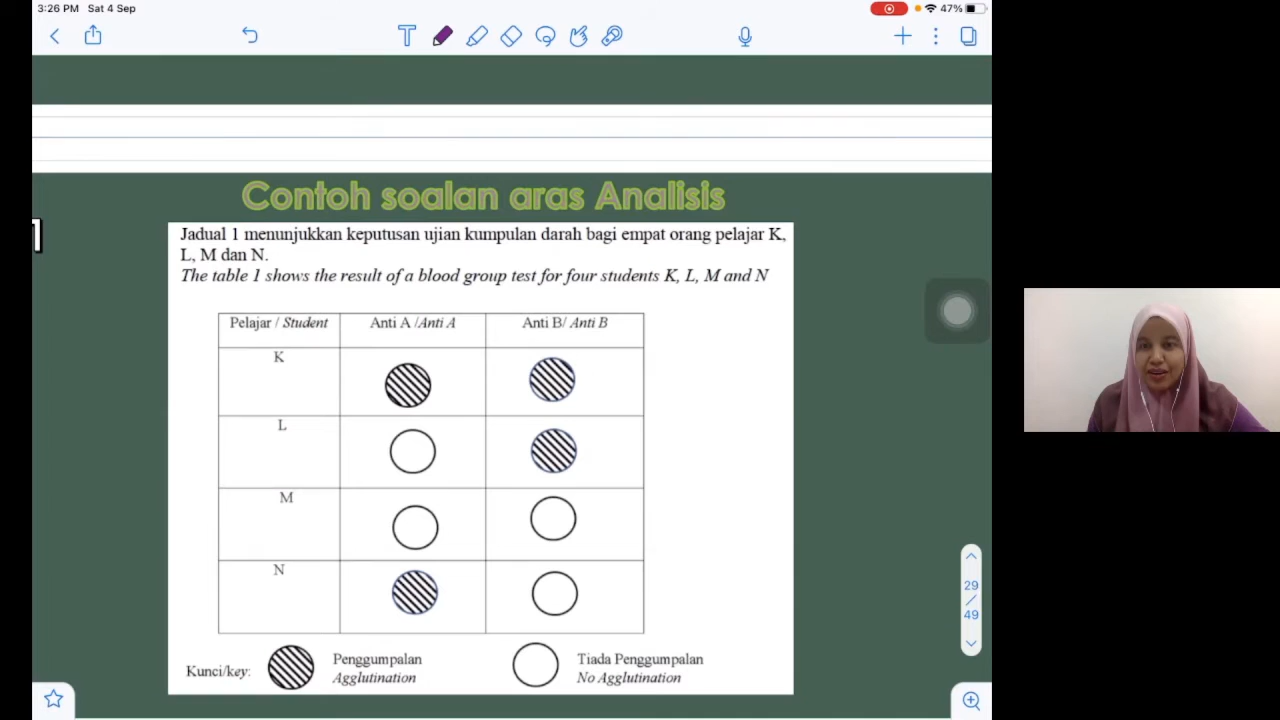 3:26 PM Sat 4 Sep
47%
T
Contoh soalan aras Analisis
Jadual 1 menunjukkan keputusan ujian kumpulan darah bagi empat orang pelajar K,
L, M dan N.
The table 1 shows the result of a blood group test for four students K, L, M and N
Pelajar / Student Anti A /Anti A Anti B/ Anti B
K
L
M
N
Kunci/key: Penggumpalan Tiada Penggumpalan
Agglutination No Agglutination
29
/
49